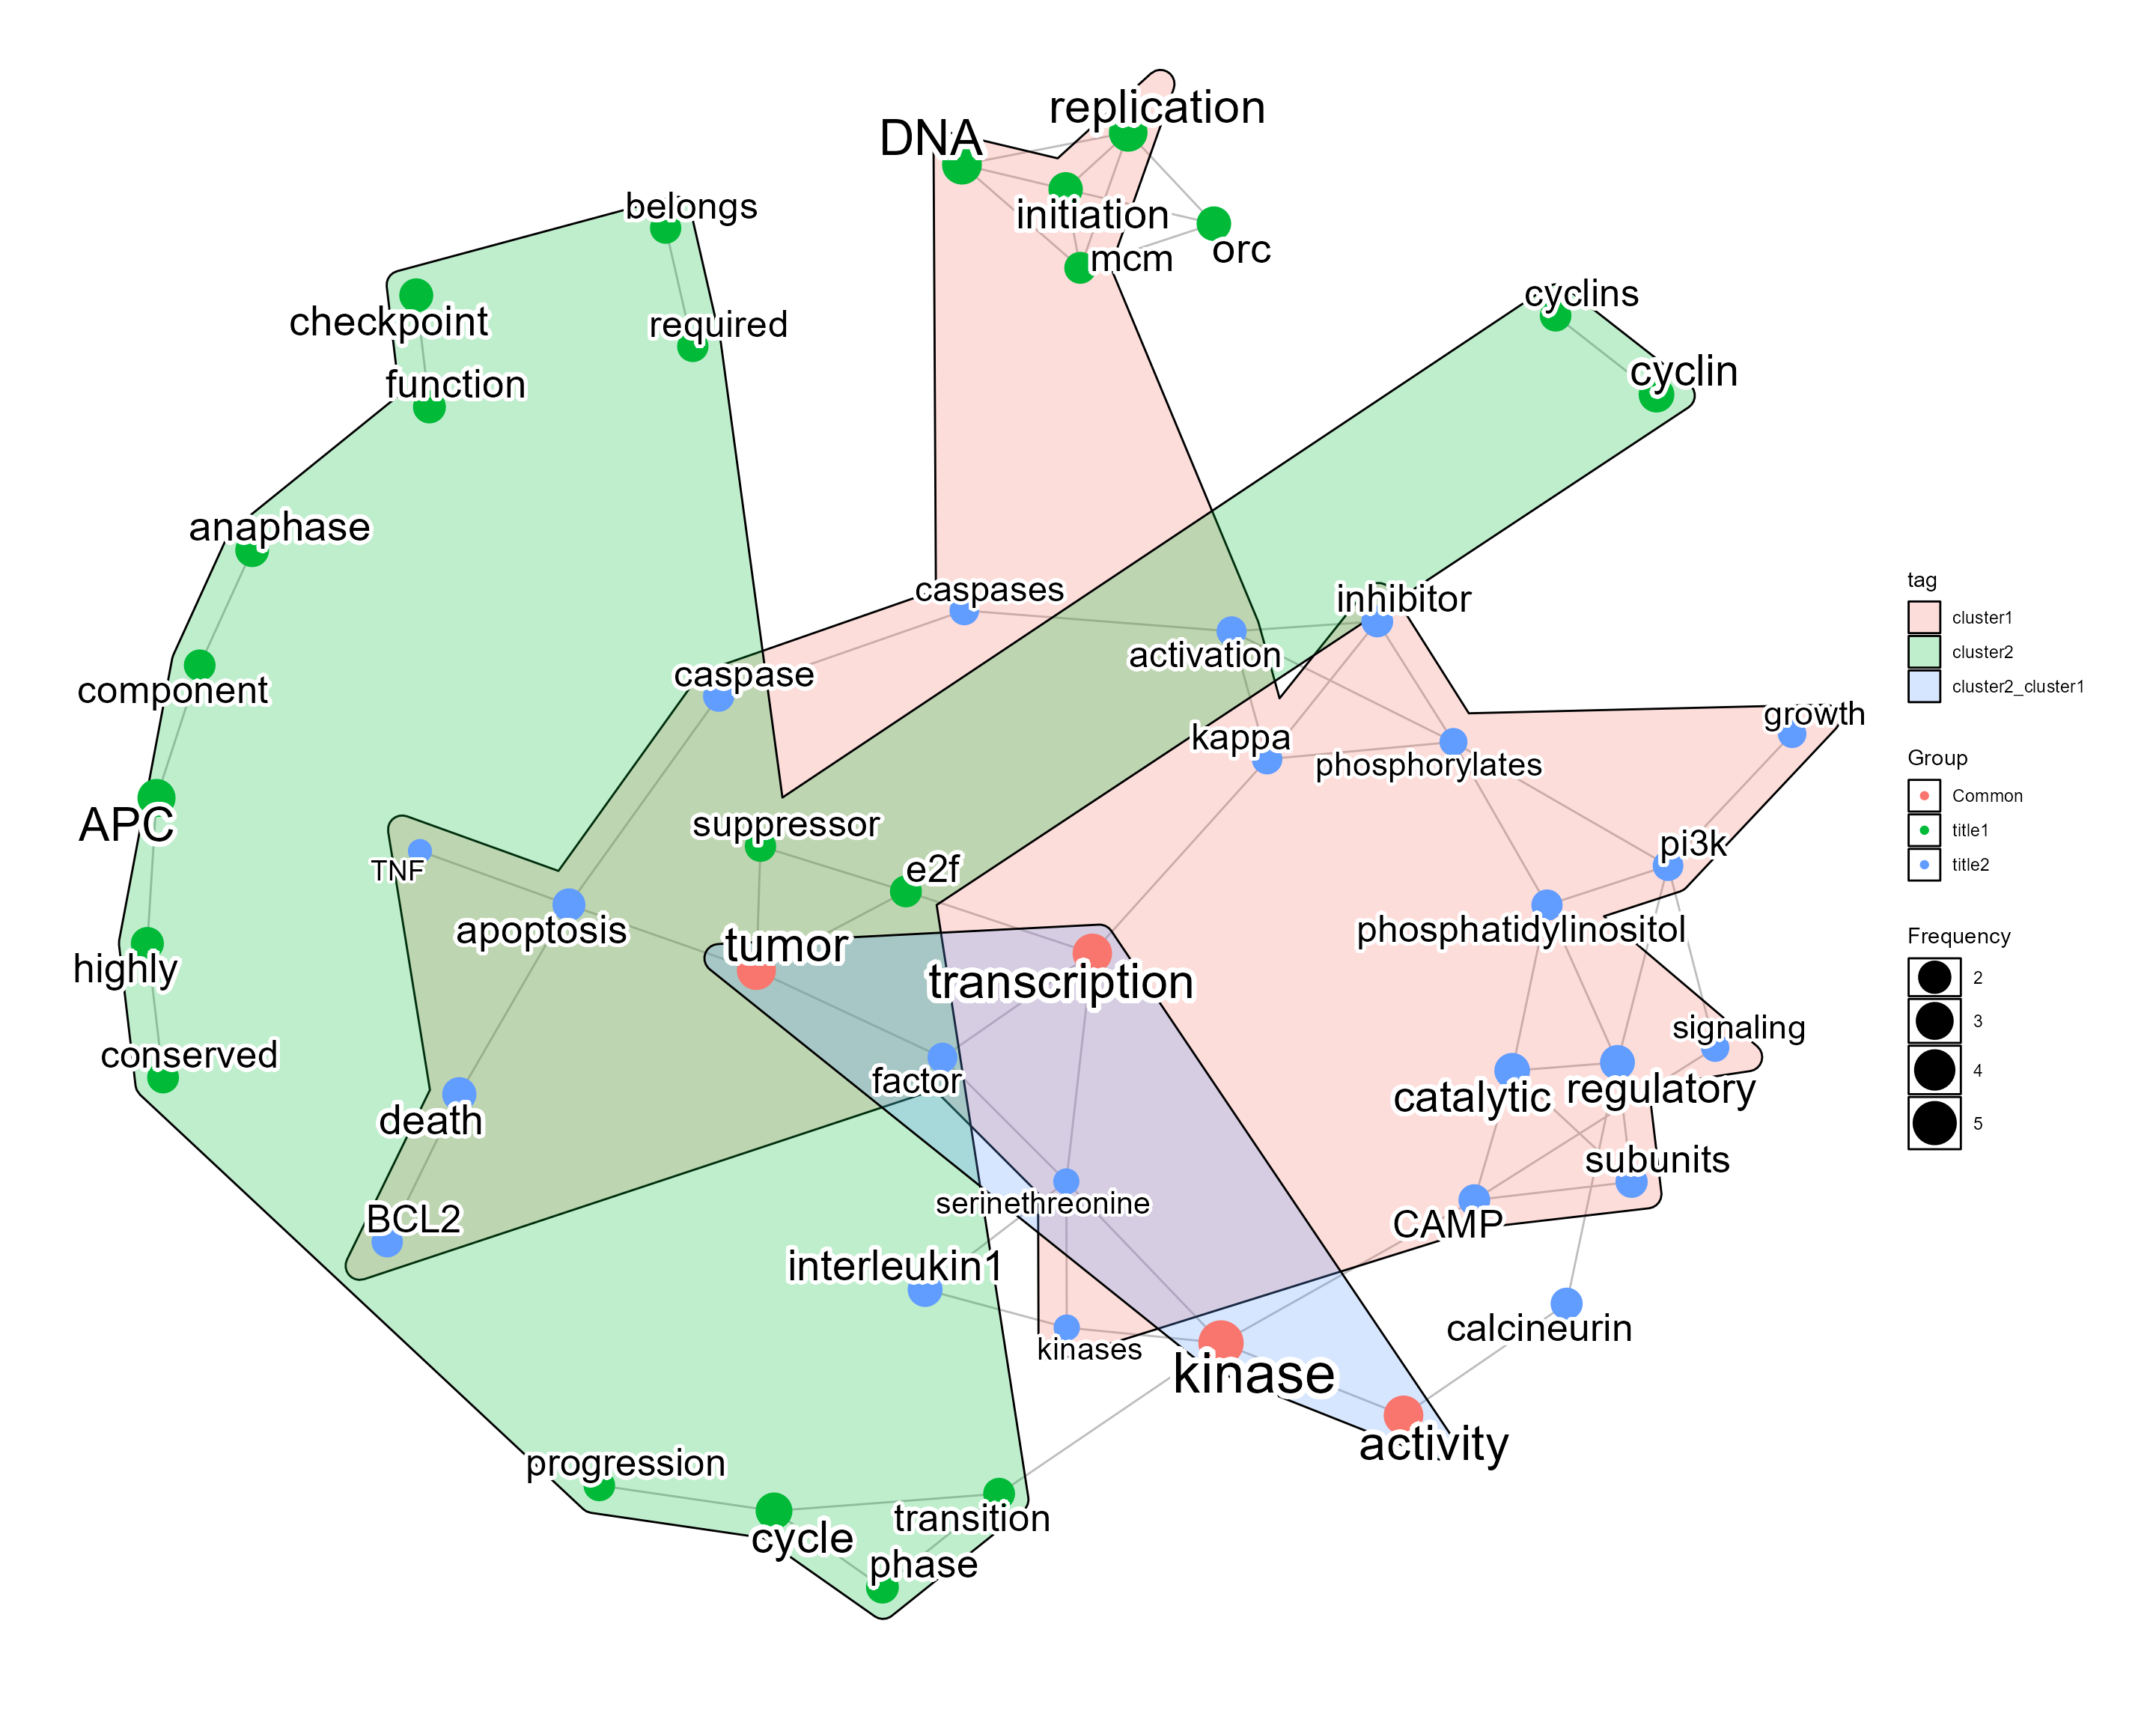 replication
DNA
belongs
initiation
orc
mcm
cyclins
checkpoint
required
cyclin
function
anaphase
caspases
inhibitor
activation
caspase
component
growth
kappa
phosphorylates
suppressor
APC
pi3k
TNF
e2f
apoptosis
phosphatidylinositol
tumor
highly
transcription
signaling
conserved
factor
catalytic
regulatory
death
subunits
serinethreonine
BCL2
CAMP
interleukin1
calcineurin
kinases
kinase
activity
progression
transition
cycle
phase
tag
cluster1
cluster2
cluster2_cluster1
Group
Common
title1
title2
Frequency
2
3
4
5